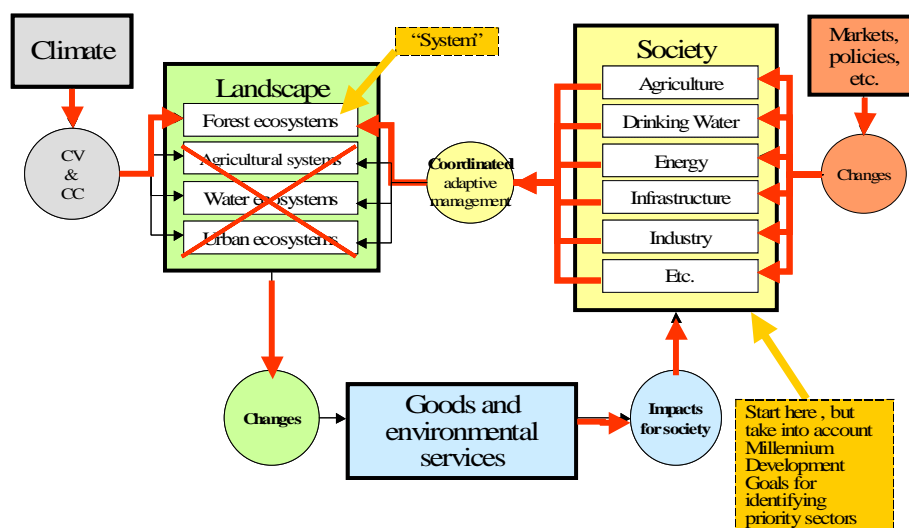 Climate
CV
&
CC
Landscape
Forest ecosystems
Agricultural systems
Water ecosystems
Urban ecosystems
“System”
Coordinated
adaptive
management
Society
Agriculture
Drinking Water
Energy
Infrastructure
Industry
Etc.
Markets,
policies,
etc.
Changes
Changes
Goods and
environmental
services
Impacts
for society
Start here , but
take into account
Millennium
Development
Goals for
identifying
priority sectors